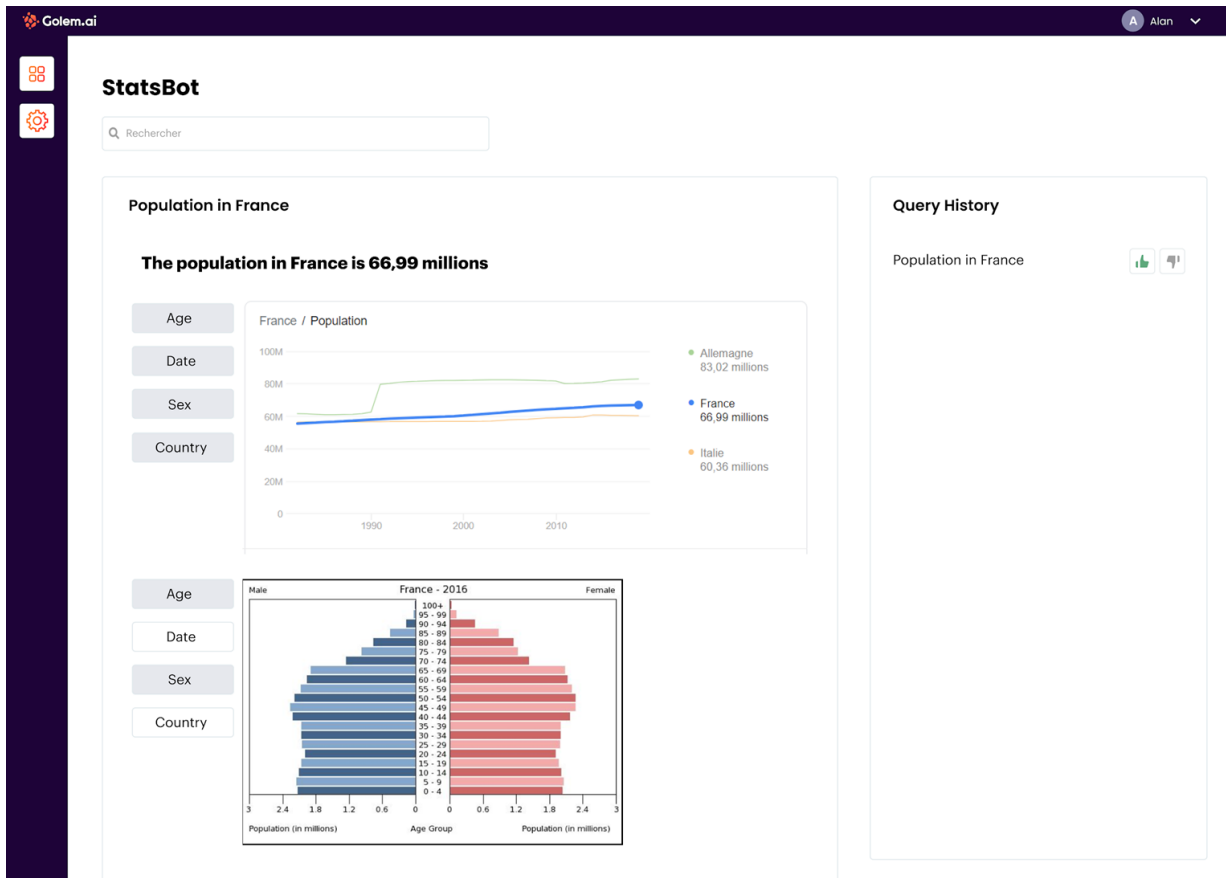 Golem.ai
A Alan
StatsBot
Rechercher
Population in France
The population in France is 66,99 millions
Age
Date
Sex
Country
France / Population
100M
80M
60M
40M
20M
0
1990 2000 2010
Allemagne
83,02 millions
France
66,99 millions
Italie
60,36 millions
Age
Date
Sex
Country
Male France - 2016 Female
100+
95 - 99
90 - 94
85 - 89
80 - 84
75 - 79
70 - 74
65 - 69
60 - 64
55 - 59
50 - 54
45 - 49
40 - 44
35 - 39
30 - 34
25 - 29
20 - 24
15 - 19
10 - 14
5 - 9
0 - 4
3 2.4 1.8 1.2 0.6 0 0 0.6 1.2 1.8 2.4 3
Population (in millions) Age Group Population (in millions)
Query History
Population in France